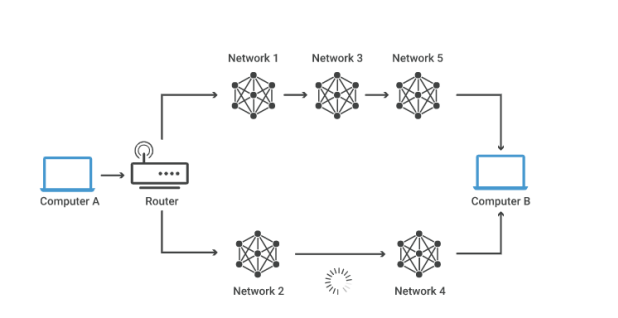 Network 1
Network 3
Network 5
Computer A
Router
Computer B
Network 2
Network 4